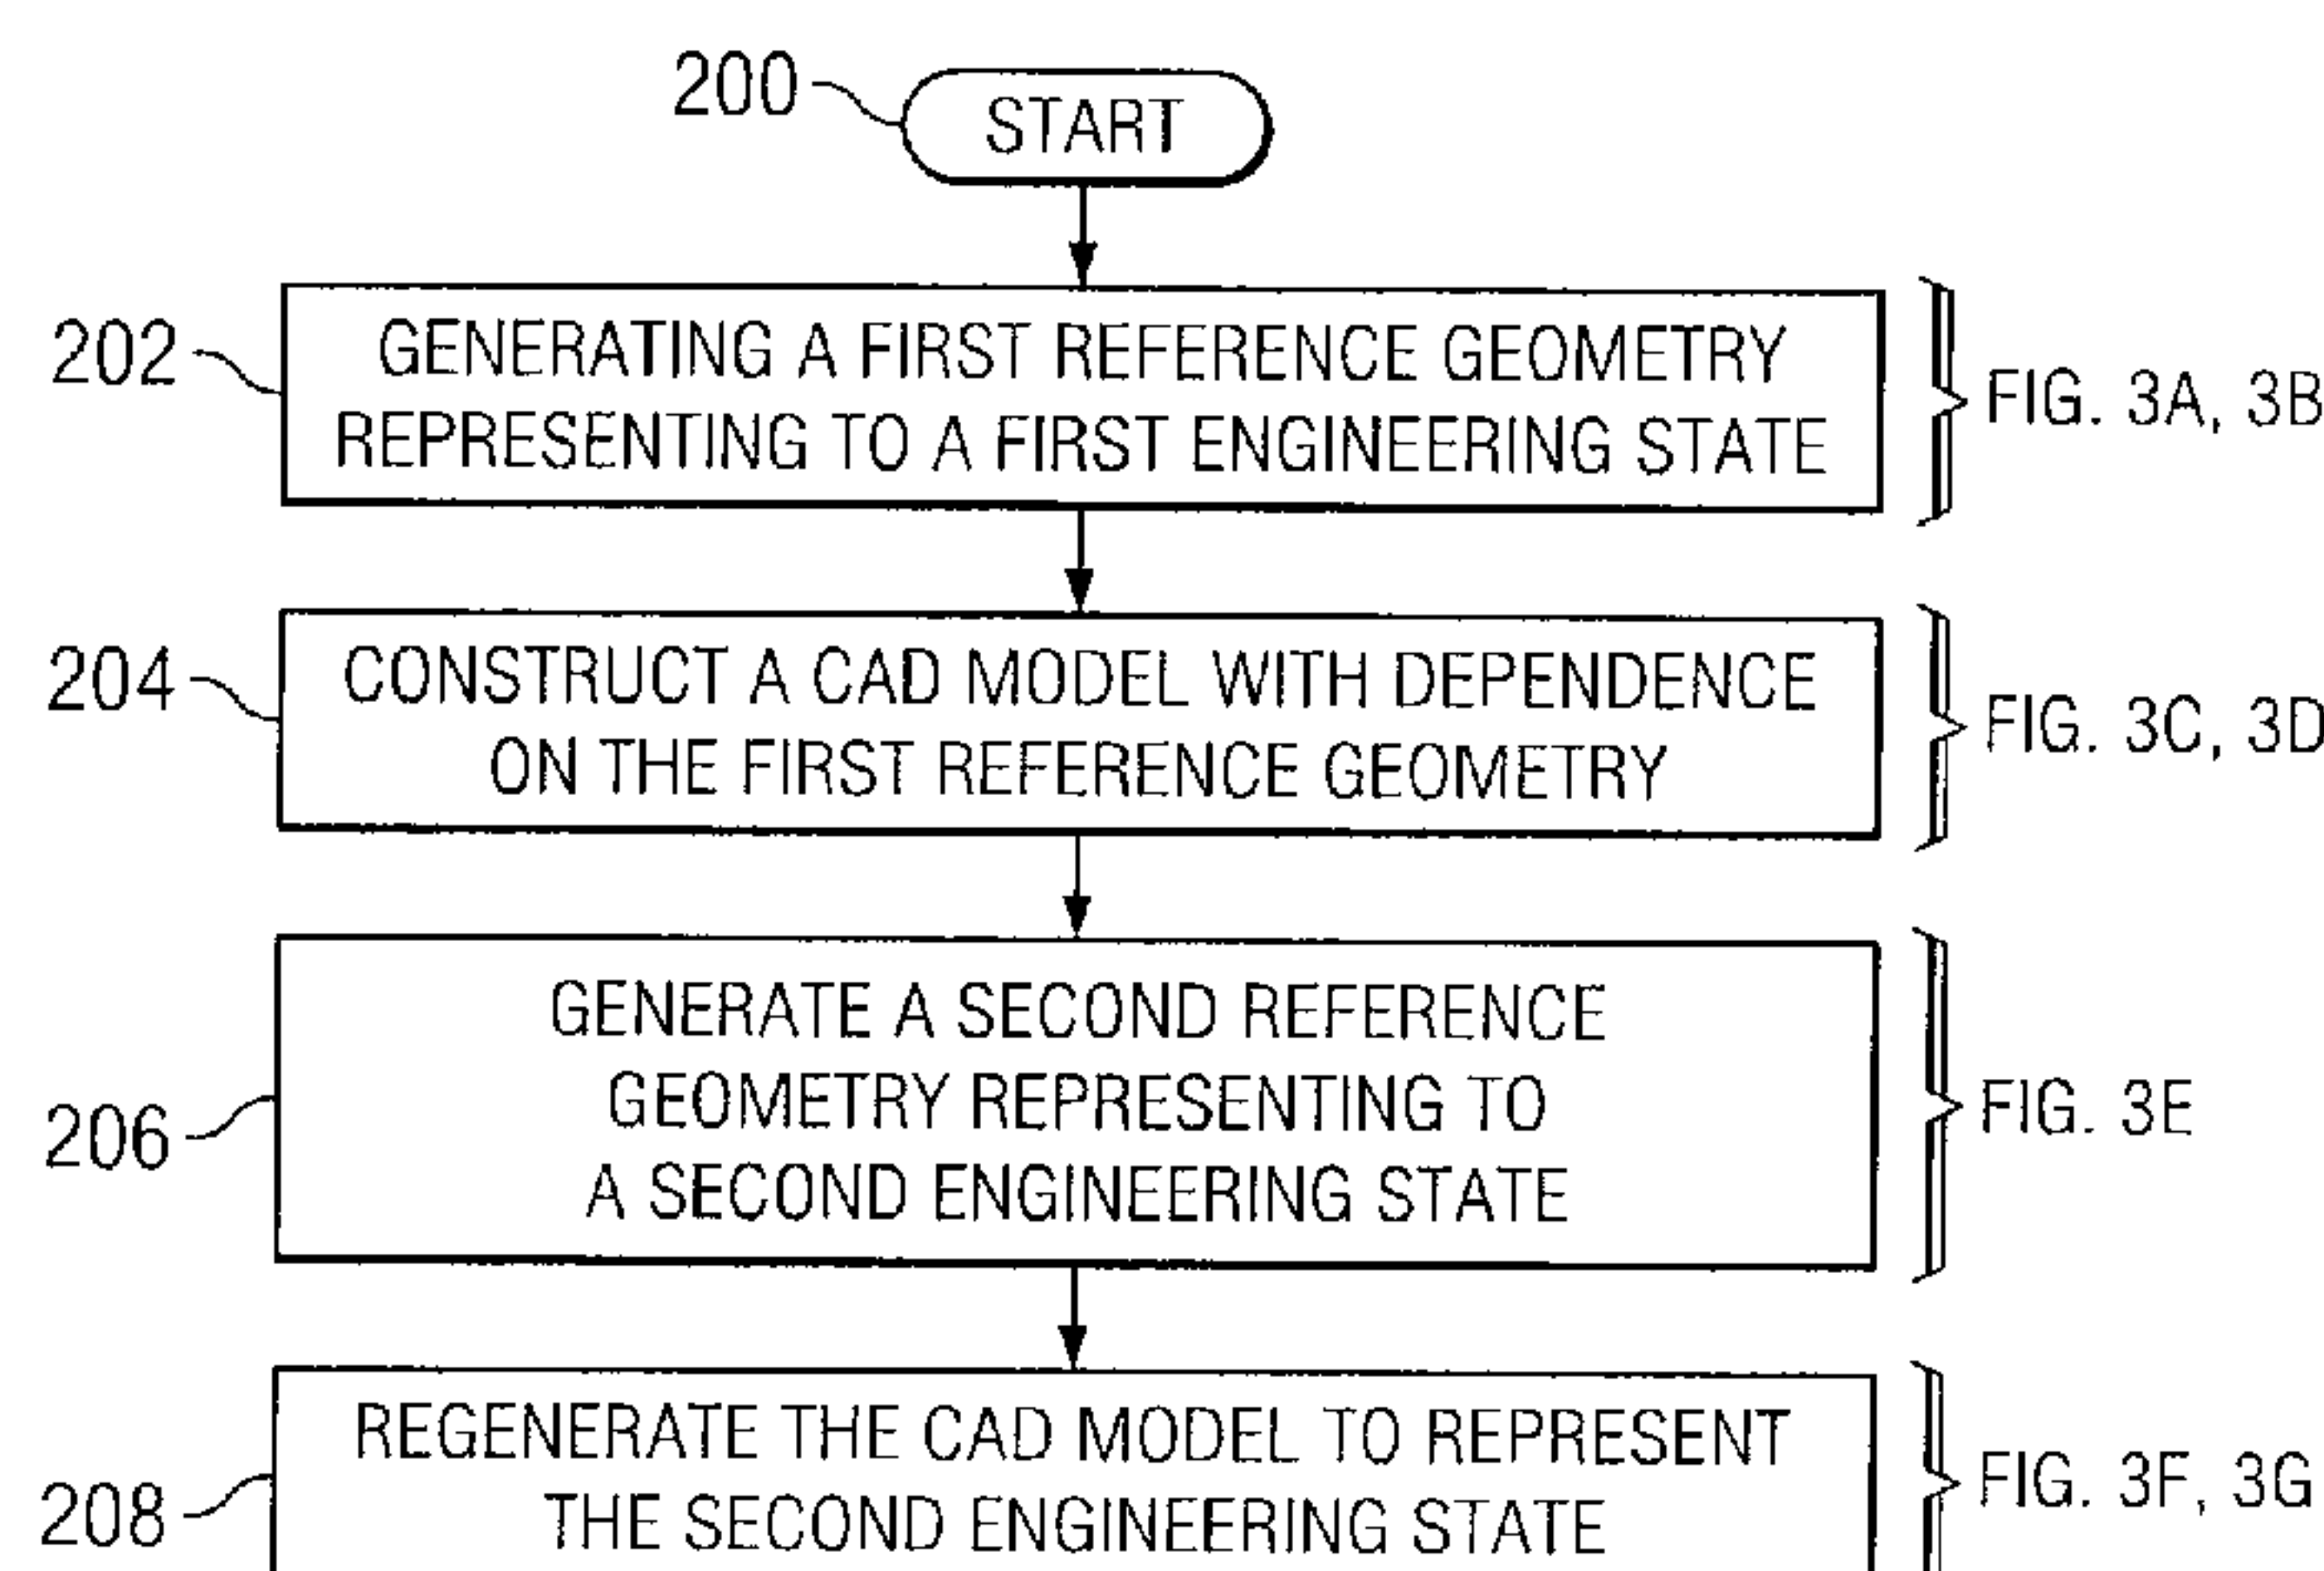 200
START
202
GENERATING A FIRST REFERENCE GEOMETRY
REPRESENTING TO A FIRST ENGINEERING STATE
FIG. 3A, 3B
204
CONSTRUCT A CAD MODEL WITH DEPENDENCE
ON THE FIRST REFERENCE GEOMETRY
FIG. 3C, 3D
206
GENERATE A SECOND REFERENCE
GEOMETRY REPRESENTING TO
A SECOND ENGINEERING STATE
FIG. 3E
208
REGENERATE THE CAD MODEL TO REPRESENT
THE SECOND ENGINEERING STATE
FIG. 3F, 3G